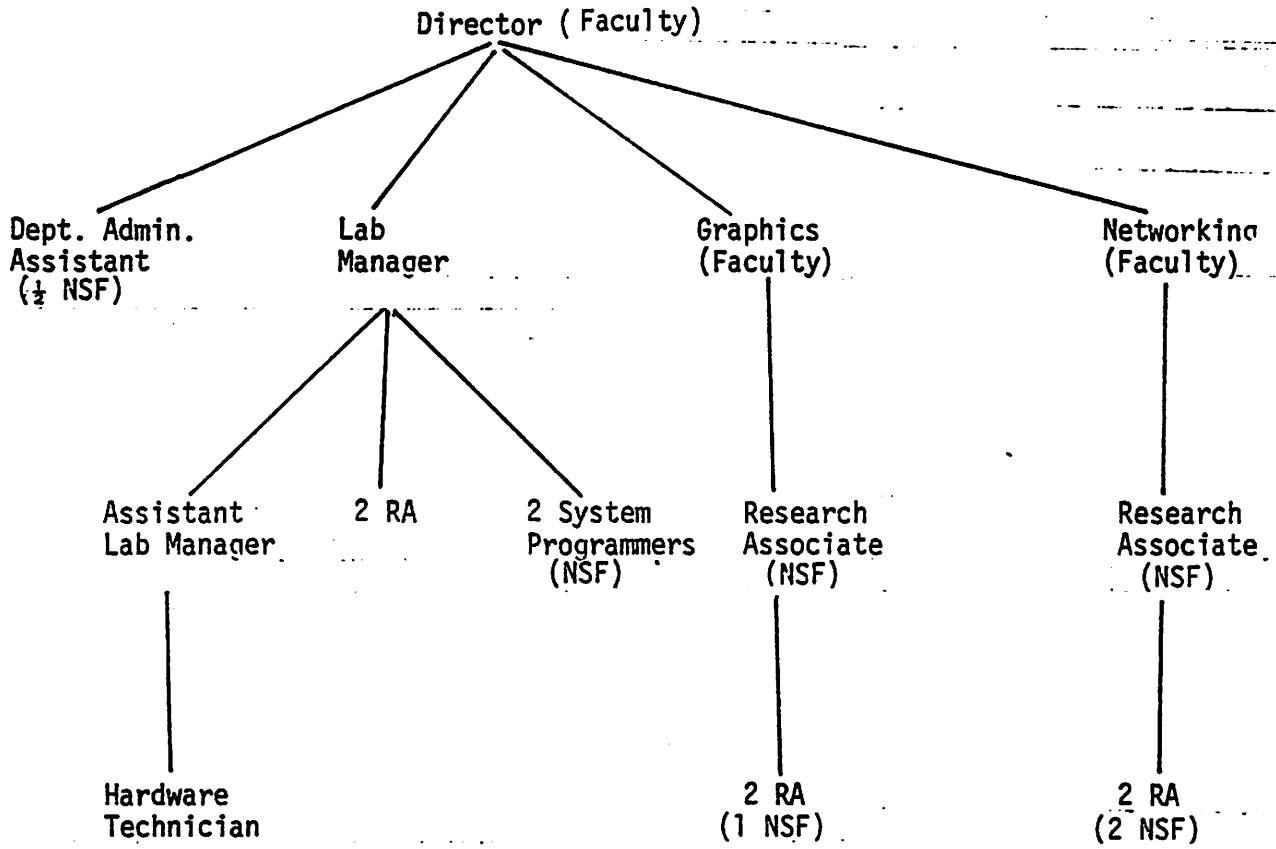 Director (Faculty)
Dept. Admin.
Assistant
(½ NSF)
Lab
Manager
Graphics
(Faculty)
Networking
(Faculty)
Assistant
Lab Manager
2 RA
2 System
Programmers
(NSF)
Research
Associate
(NSF)
Research
Associate
(NSF)
Hardware
Technician
2 RA
(1 NSF)
2 RA
(2 NSF)